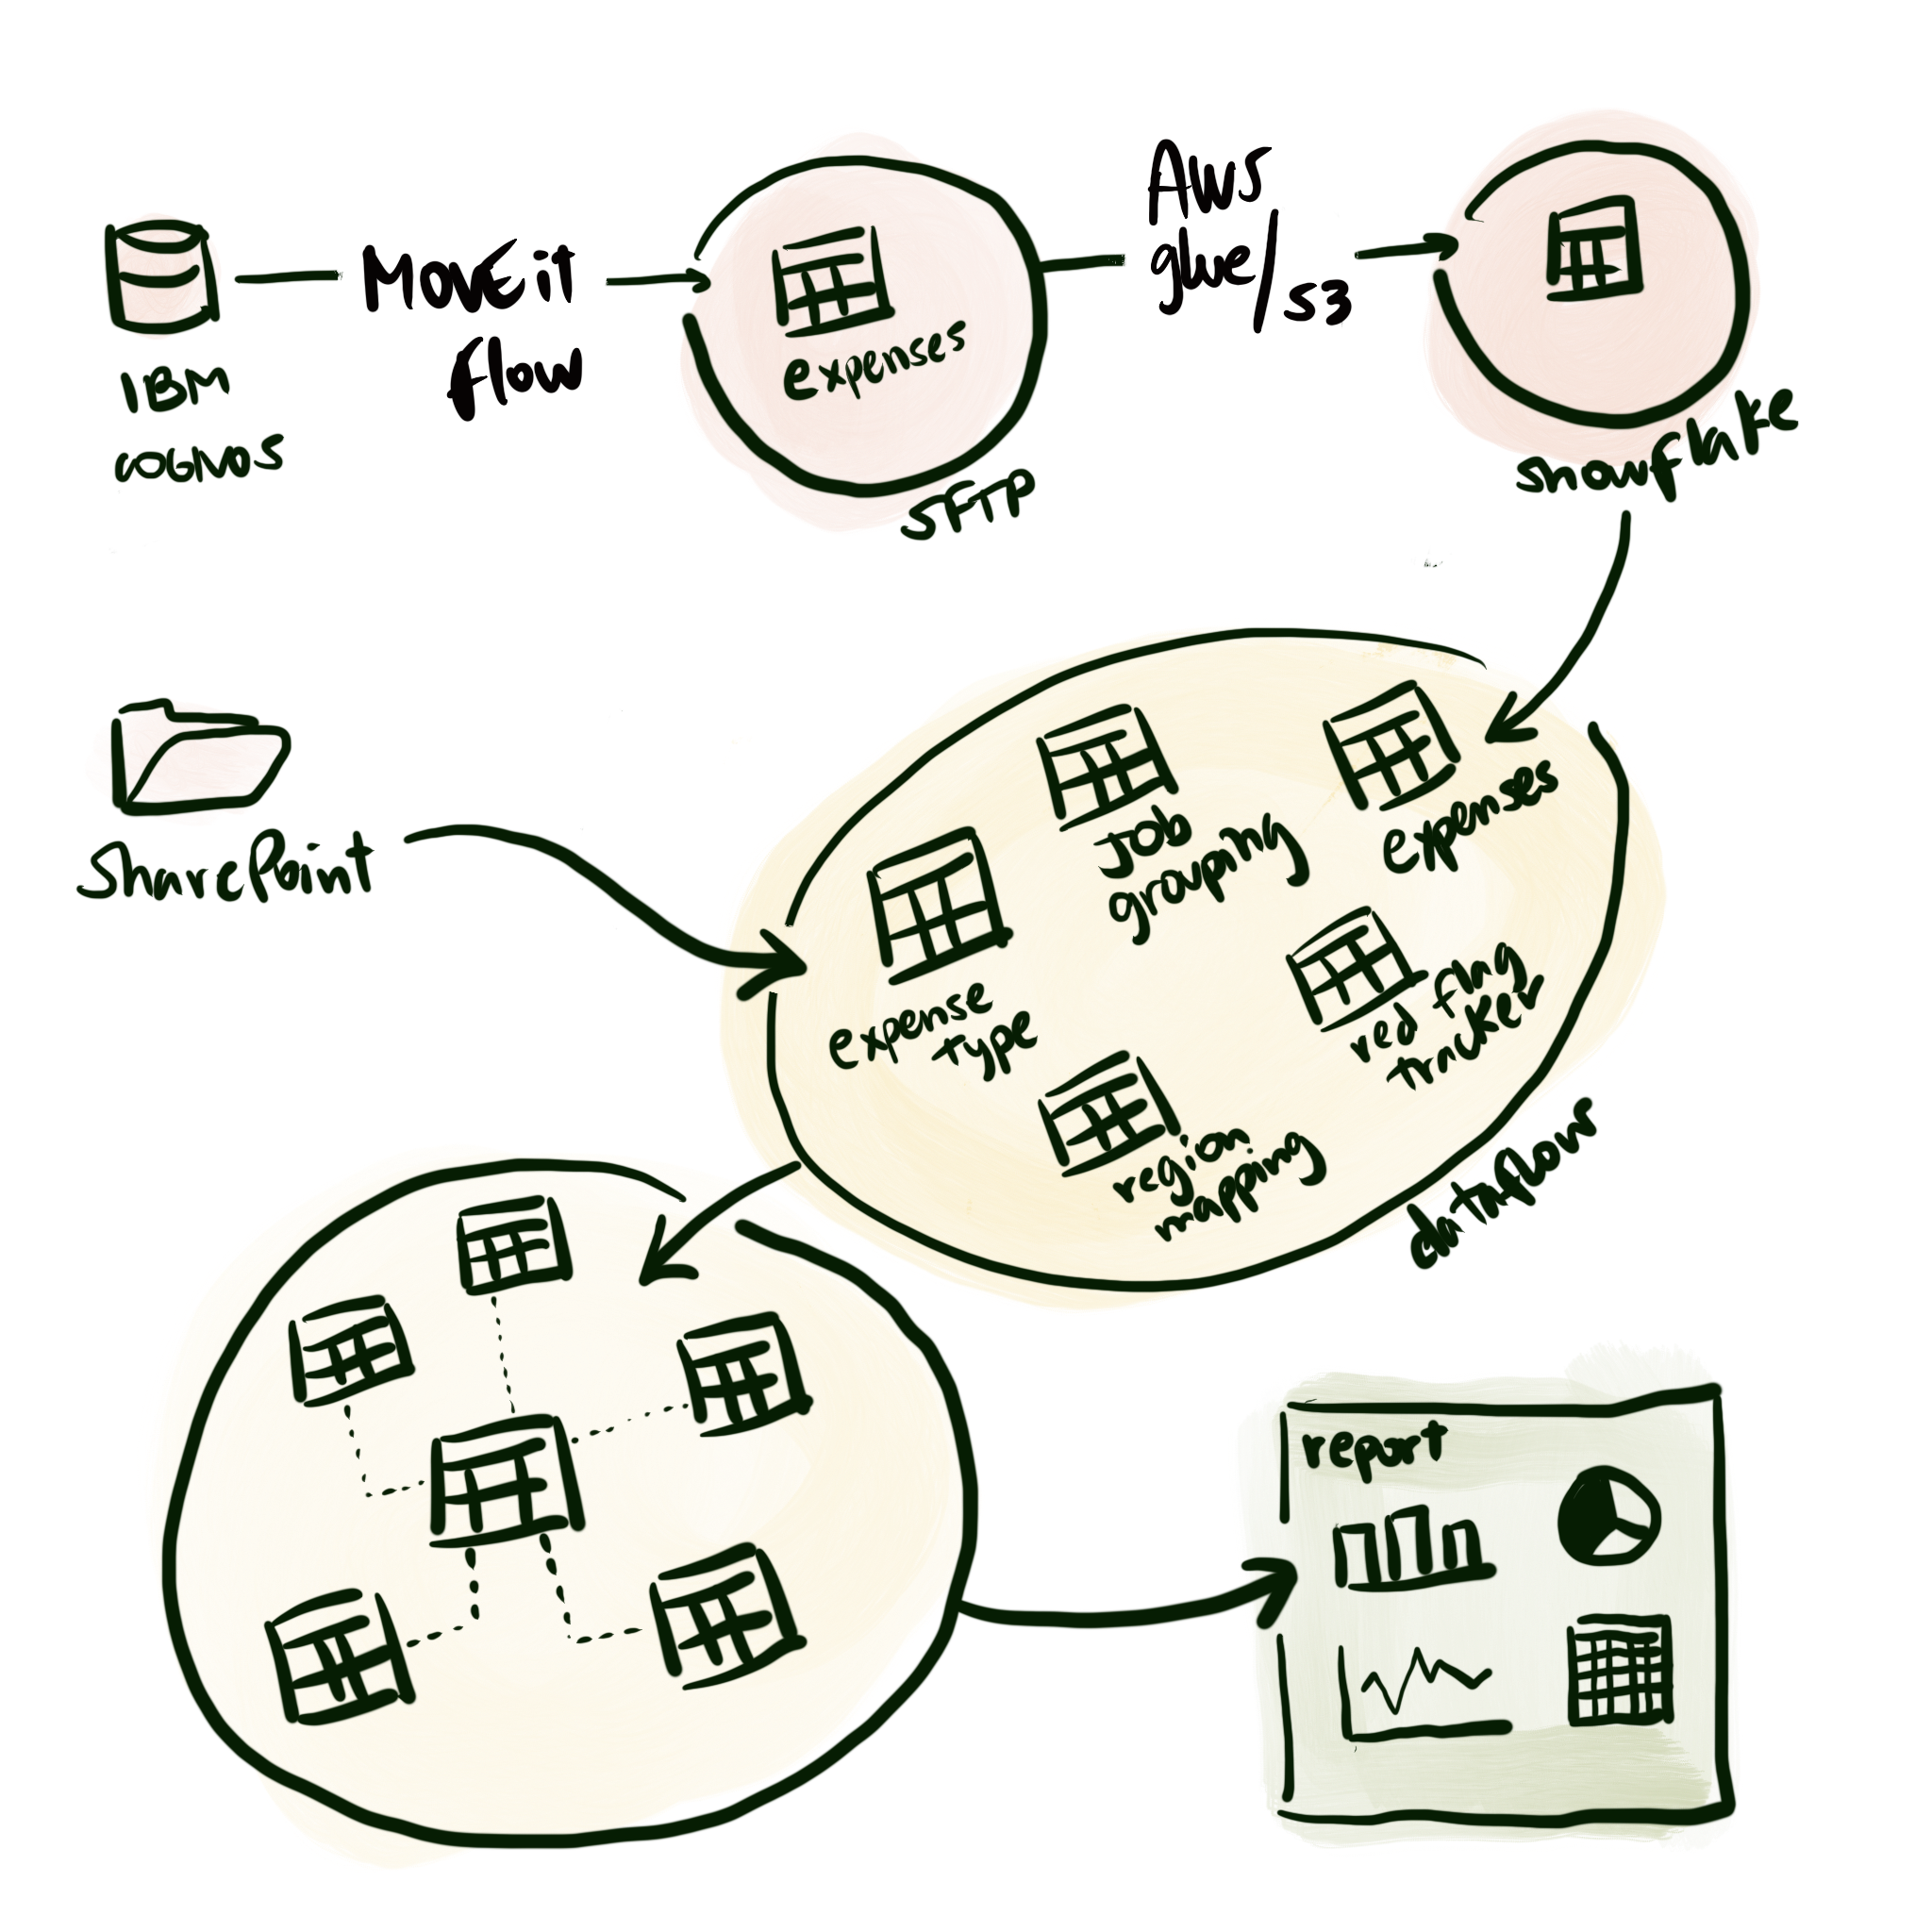 IBM
COGNOS
MOVEit
flow
expenses
SFTP
AWS
glue/
S3
snowflake
SharePoint
Job
grouping
expenses
expense
type
red flag
tracker
region
mapping
dataflow
report